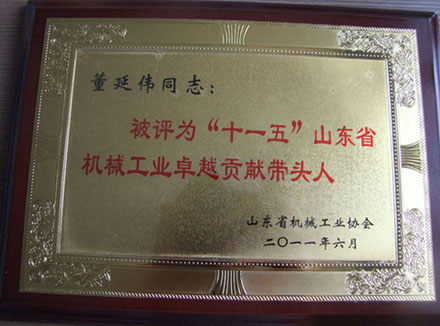 董延伟同志：
被评为“十一五”山东省
机械工业卓越贡献带头人
山东省机械工业协会
二〇一一年六月